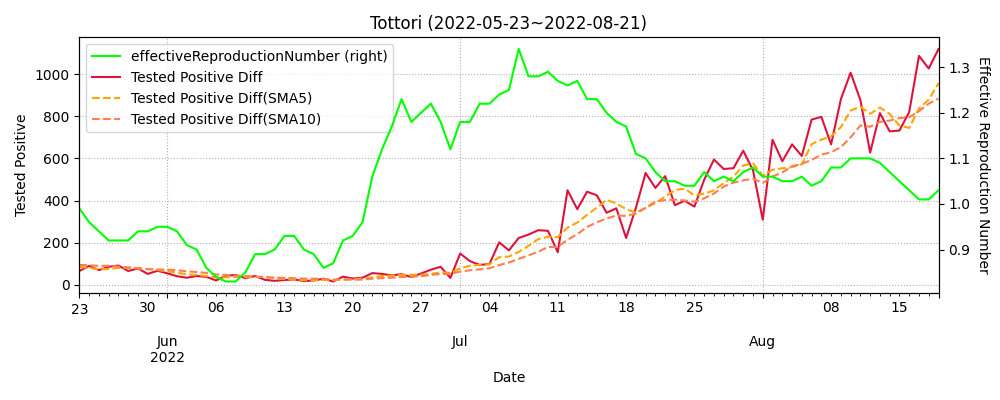 Tottori (2022-05-23~2022-08-21)
effectiveReproductionNumber (right)
Tested Positive Diff
Tested Positive Diff(SMA5)
Tested Positive Diff(SMA10)
Tested Positive
1000
800
600
400
200
0
1.3
1.2
1.1
1.0
0.9
Effective Reproduction Number
23 30 06 13 20 27 04 11 18 25 08 15
Jun Jul Aug
2022
Date